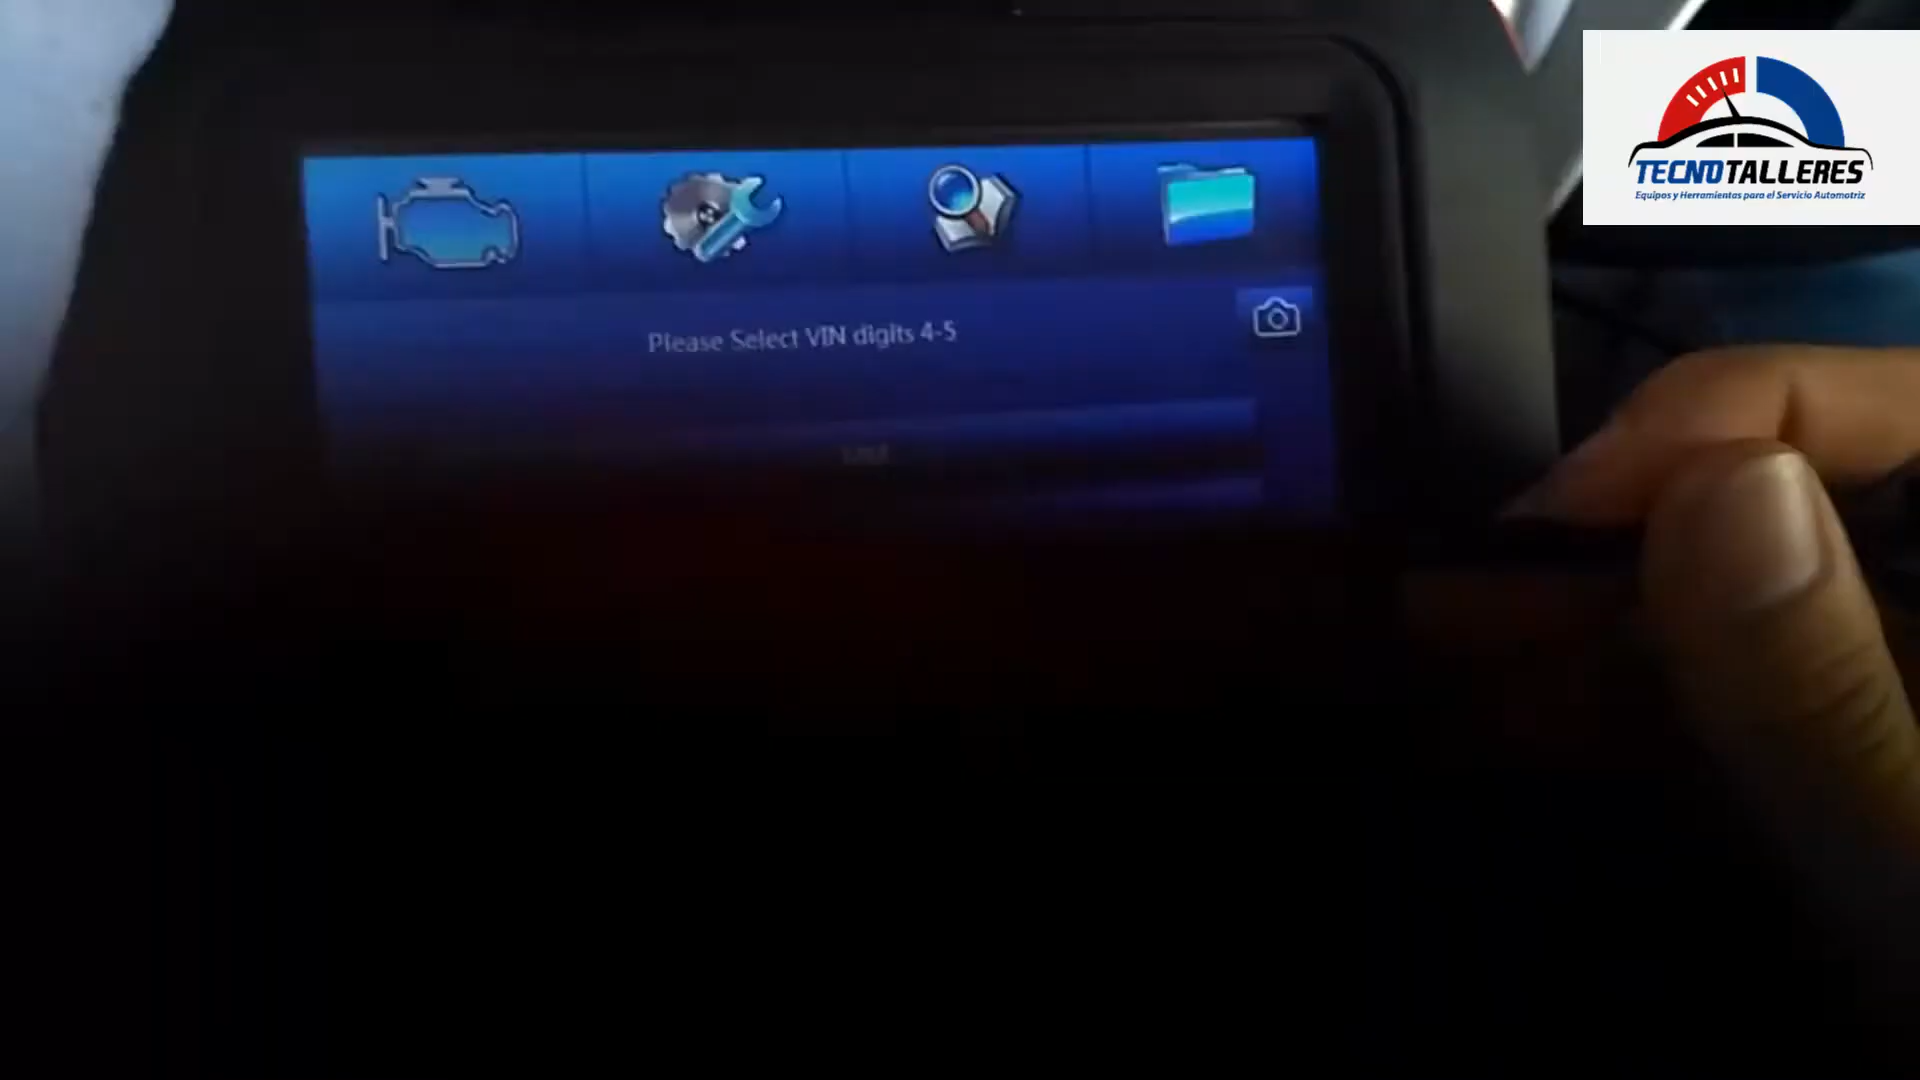 TECNOTALLERES
Equipos y Herramientas para el Servicio Automotriz
Please Select VIN digits 4-5